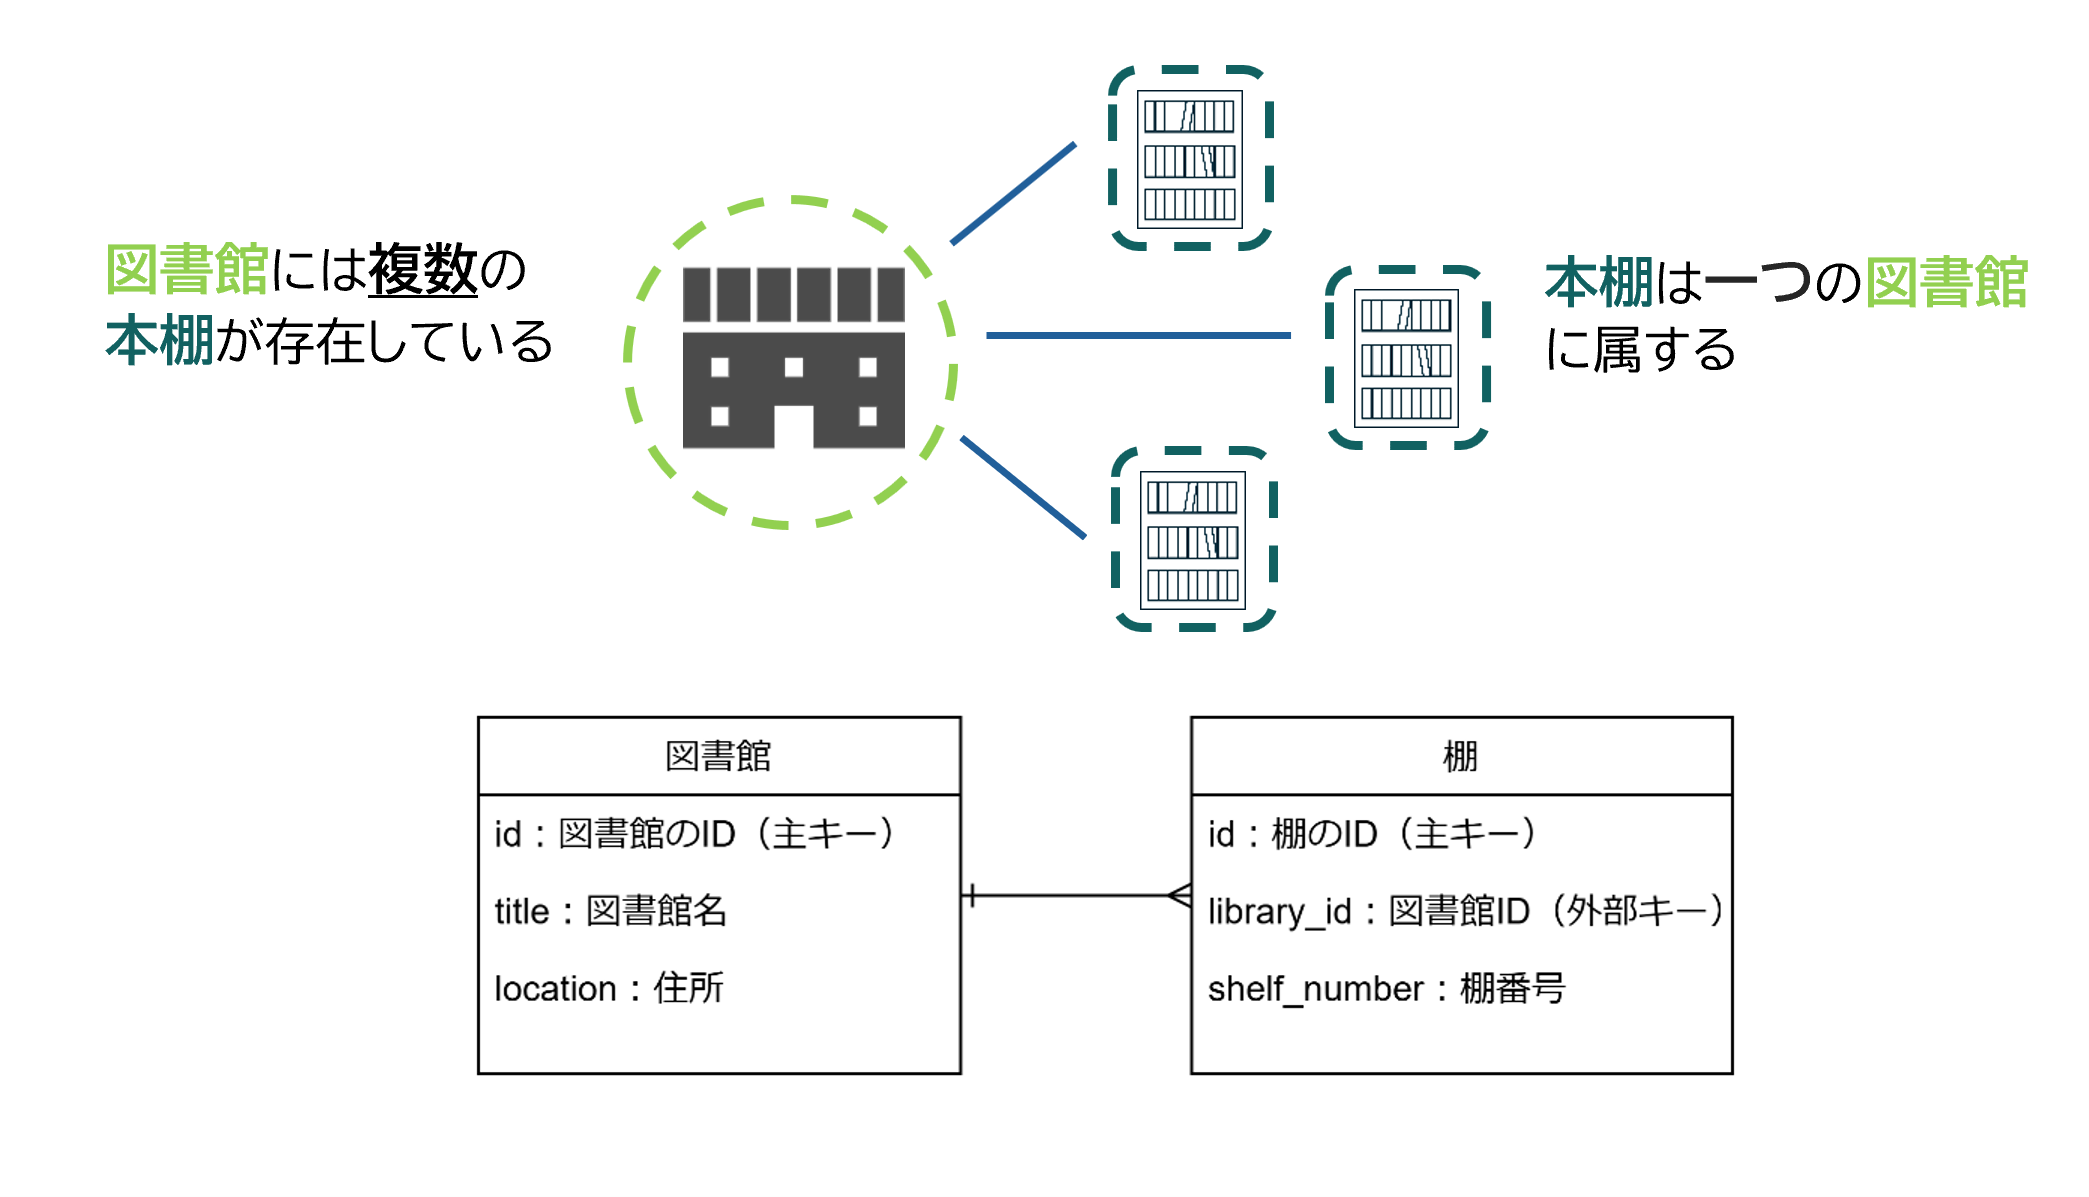 図書館には複数の
本棚が存在している
本棚は一つの図書館
に属する
図書館
id：図書館のID（主キー）
title：図書館名
location：住所
棚
id：棚のID（主キー）
library_id：図書館ID（外部キー）
shelf_number：棚番号